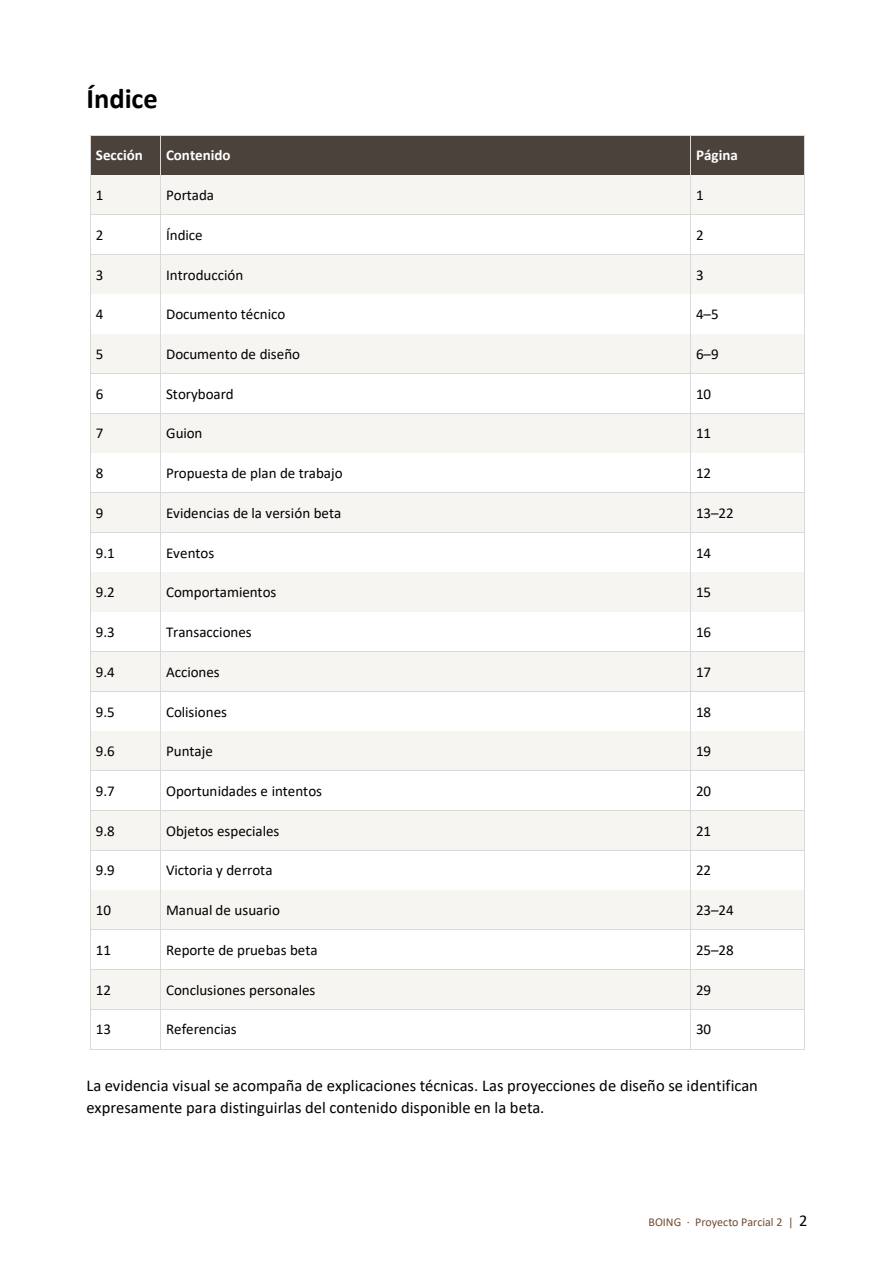 Índice
Sección Contenido Página
1 Portada 1
2 Índice 2
3 Introducción 3
4 Documento técnico 4–5
5 Documento de diseño 6–9
6 Storyboard 10
7 Guion 11
8 Propuesta de plan de trabajo 12
9 Evidencias de la versión beta 13–22
9.1 Eventos 14
9.2 Comportamientos 15
9.3 Transacciones 16
9.4 Acciones 17
9.5 Colisiones 18
9.6 Puntaje 19
9.7 Oportunidades e intentos 20
9.8 Objetos especiales 21
9.9 Victoria y derrota 22
10 Manual de usuario 23–24
11 Reporte de pruebas beta 25–28
12 Conclusiones personales 29
13 Referencias 30
La evidencia visual se acompaña de explicaciones técnicas. Las proyecciones de diseño se identifican
expresamente para distinguirlas del contenido disponible en la beta.
BOING · Proyecto Parcial 2 | 2